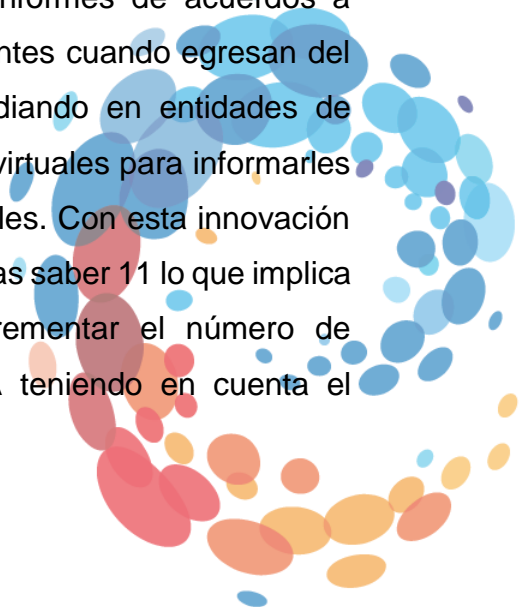 informes de acuerdos a
ntes cuando egresan del
diando en entidades de
virtuales para informarles
les. Con esta innovación
as saber 11 lo que implica
rementar el número de
teniendo en cuenta el